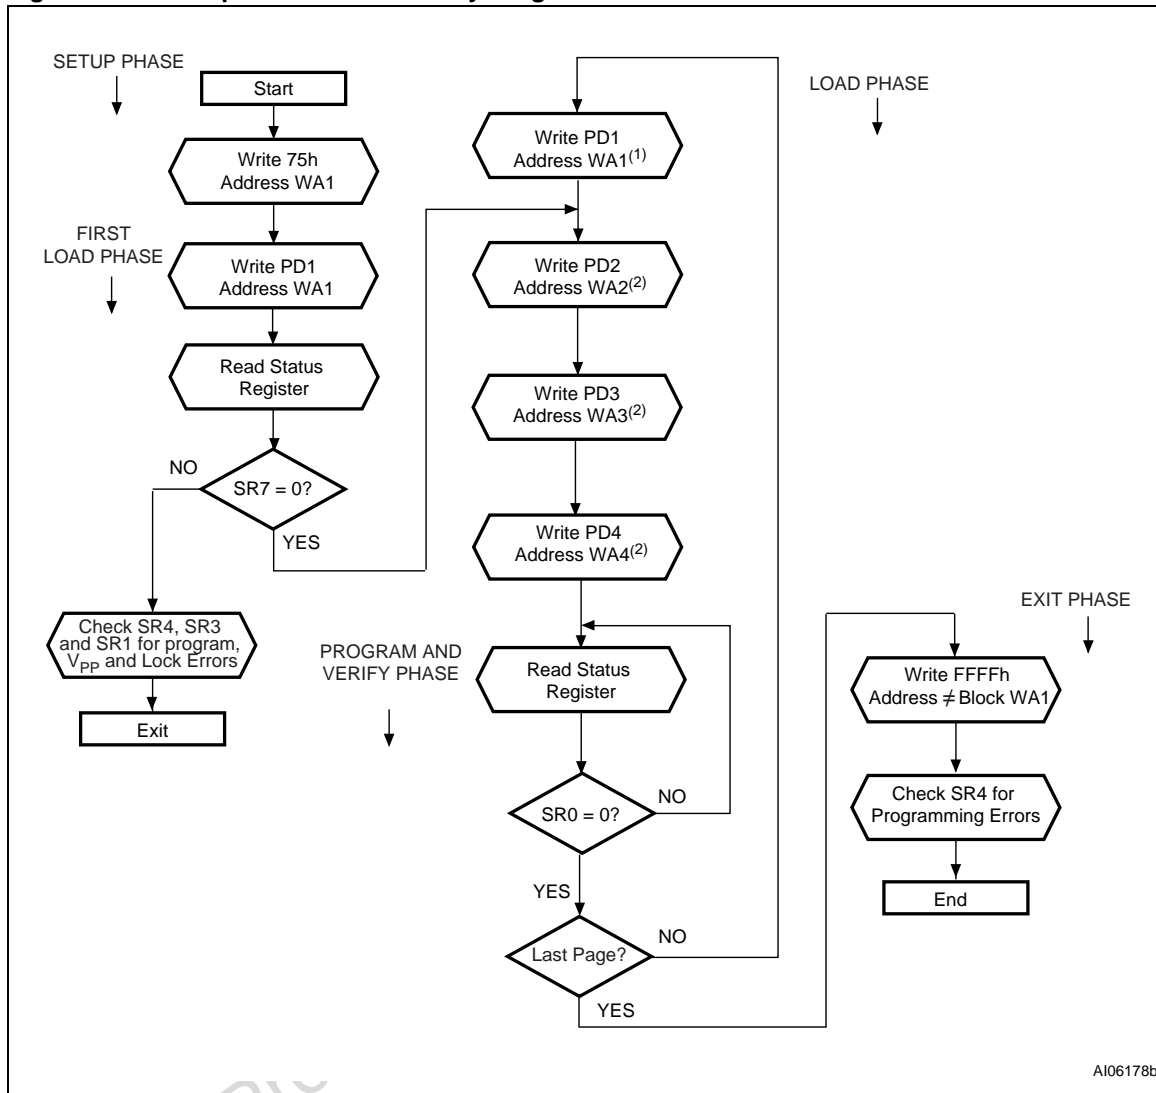 SETUP PHASE
Start
Write 75h
Address WA1
FIRST
LOAD PHASE
Write PD1
Address WA1
Read Status
Register
NO
SR7 = 0?
YES
Check SR4, SR3
and SR1 for program,
VPP and Lock Errors
Exit
LOAD PHASE
Write PD1
Address WA1(1)
Write PD2
Address WA2(2)
Write PD3
Address WA3(2)
Write PD4
Address WA4(2)
PROGRAM AND
VERIFY PHASE
Read Status
Register
NO
SR0 = 0?
YES
NO
Last Page?
YES
EXIT PHASE
Write FFFFh
Address ≠ Block WA1
Check SR4 for
Programming Errors
End
AI06178b